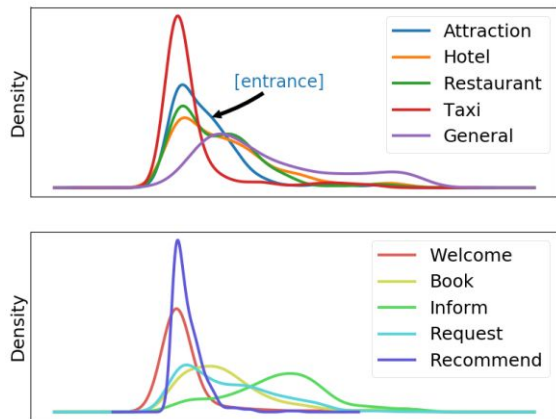 Density
Attraction
Hotel
Restaurant
Taxi
General
[entrance]
Density
Welcome
Book
Inform
Request
Recommend